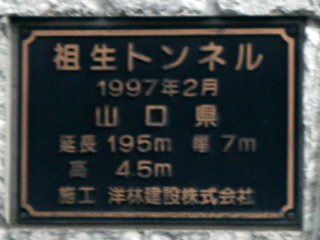 祖生トンネル
1997年2月
山口県
延長 195m 幅 7m
高 4.5m
施工 洋林建設株式会社